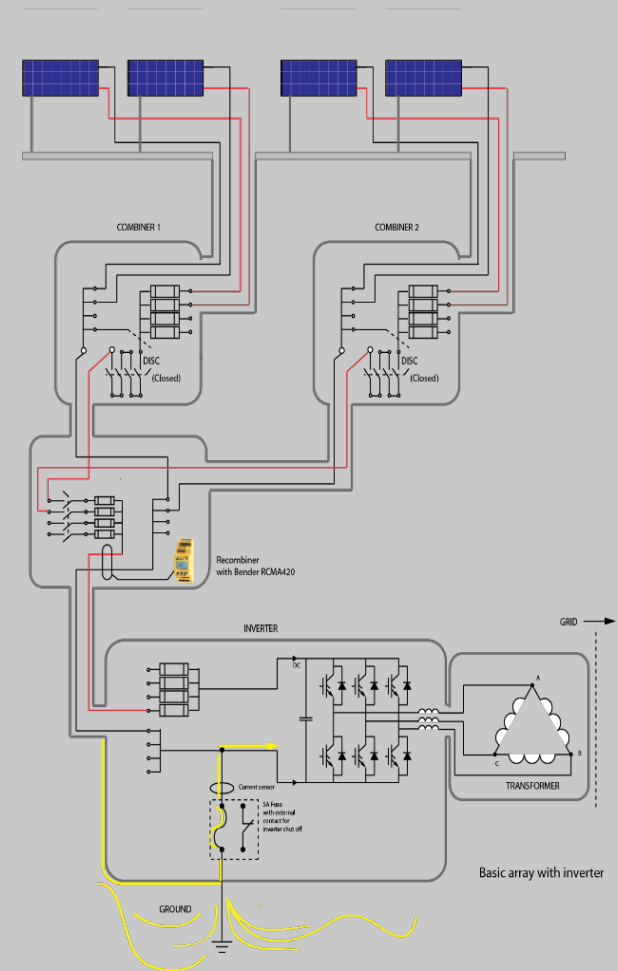 COMBINER 1
COMBINER 2
DISC
(Closed)
DISC
(Closed)
Recombiner
with Bender RCMA420
GRID
INVERTER
DC
A
B
C
TRANSFORMER
Current sensor
5A Fuse
with external
contact for
inverter shut off
Basic array with inverter
GROUND